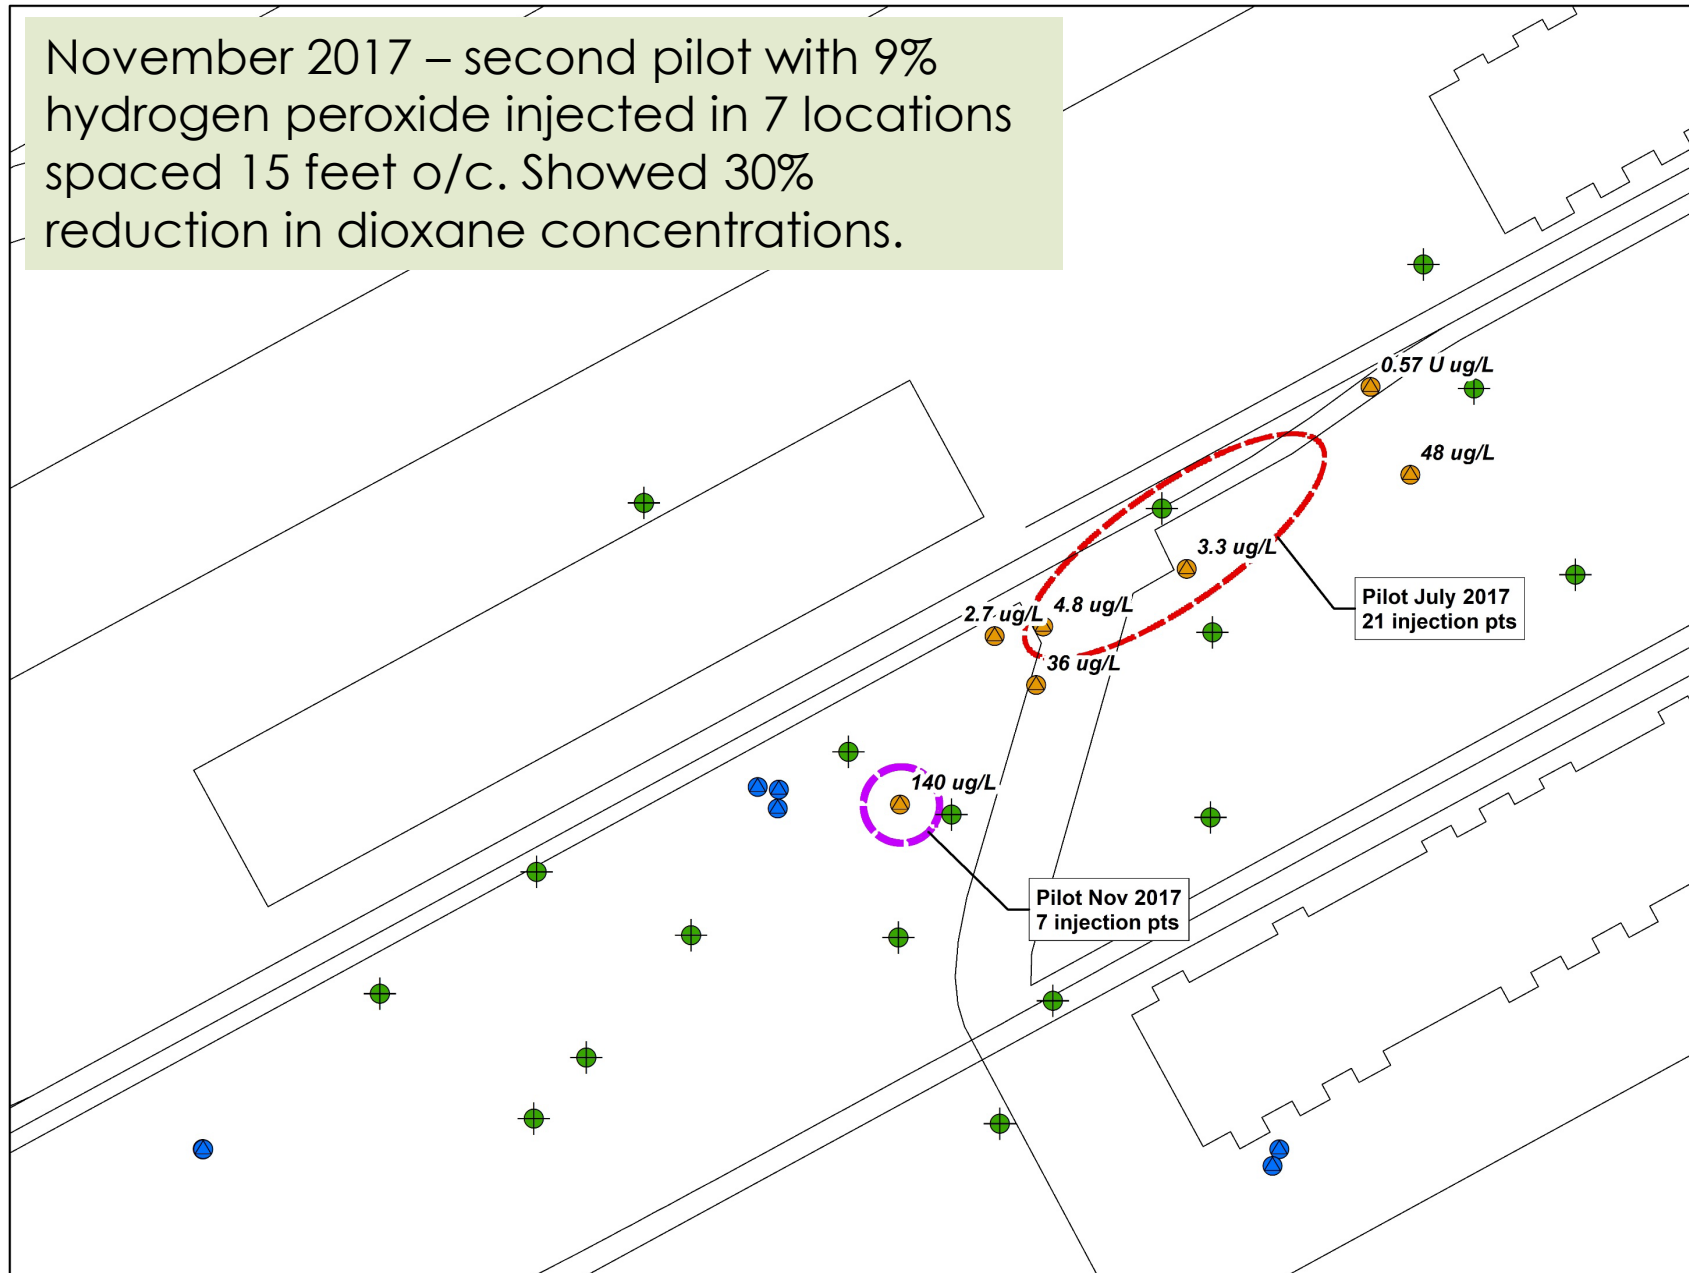 November 2017 – second pilot with 9%
hydrogen peroxide injected in 7 locations
spaced 15 feet o/c. Showed 30%
reduction in dioxane concentrations.
0.57 U ug/L
48 ug/L
3.3 ug/L
Pilot July 2017
21 injection pts
2.7 ug/L
4.8 ug/L
36 ug/L
140 ug/L
Pilot Nov 2017
7 injection pts